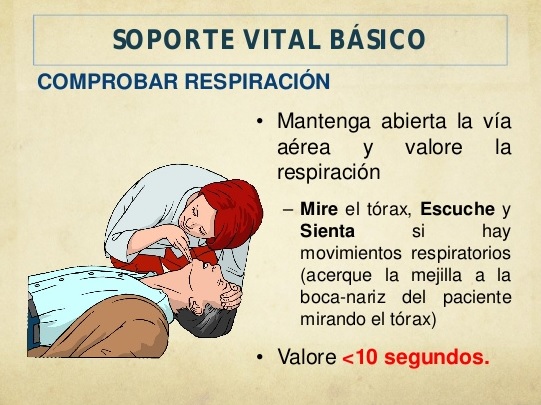 SOPORTE VITAL BÁSICO
COMPROBAR RESPIRACIÓN
• Mantenga abierta la vía
aérea y valore la
respiración
– Mire el tórax, Escuche y
Sienta si hay
movimientos respiratorios
(acerque la mejilla a la
boca-nariz del paciente
mirando el tórax)
• Valore <10 segundos.